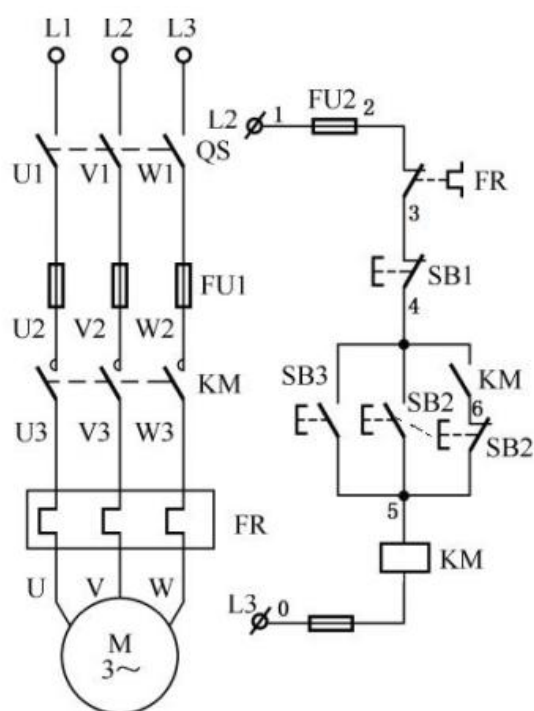 L1 L2 L3
QS
U1 V1 W1
FU1
U2 V2 W2
KM
U3 V3 W3
FR
U V W
M
3～
L2 1 FU2 2
FR
3
SB1
4
SB3 SB2 KM
6
SB2
5
KM
L3 0